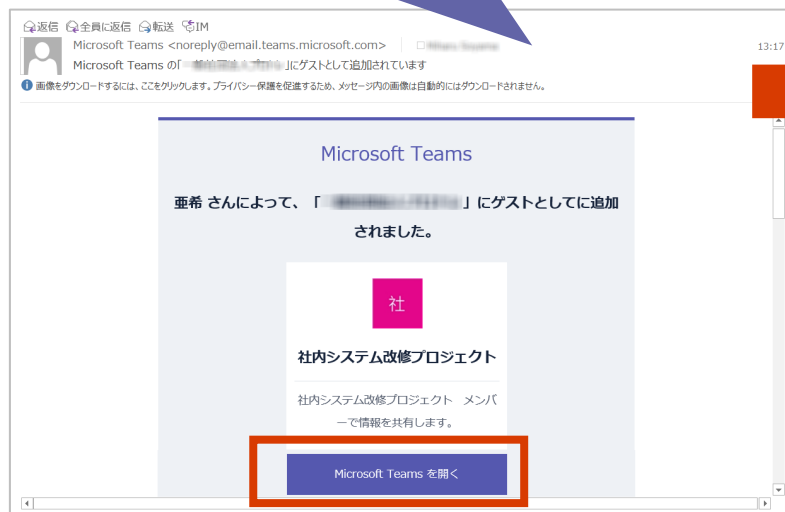 返信 全員に返信 転送 IM
Microsoft Teams <noreply@email.teams.microsoft.com>
13:17
Microsoft Teams の「 」にゲストとして追加されています
画像をダウンロードするには、ここをクリックします。プライバシー保護を促進するため、メッセージ内の画像は自動的にはダウンロードされません。
Microsoft Teams
亜希 さんによって、「 」にゲストとしてに追加
されました。
社
社内システム改修プロジェクト
社内システム改修プロジェクト メンバ
ーで情報を共有します。
Microsoft Teams を開く